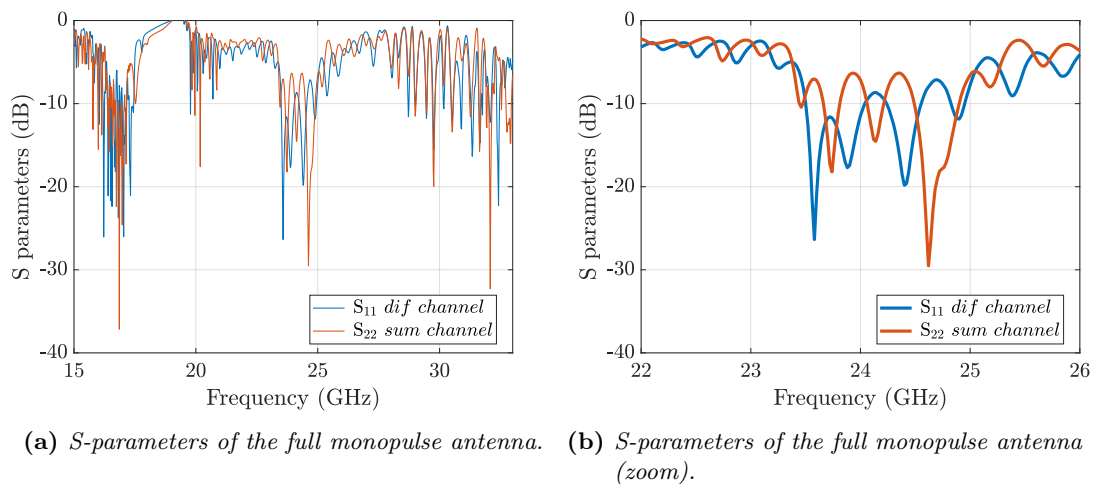 0
-10
-20
-30
-40
S parameters (dB)
15
20
25
30
Frequency (GHz)
S11 dif channel
S22 sum channel
(a) S-parameters of the full monopulse antenna.
0
-10
-20
-30
-40
S parameters (dB)
22
23
24
25
26
Frequency (GHz)
S11 dif channel
S22 sum channel
(b) S-parameters of the full monopulse antenna
(zoom).